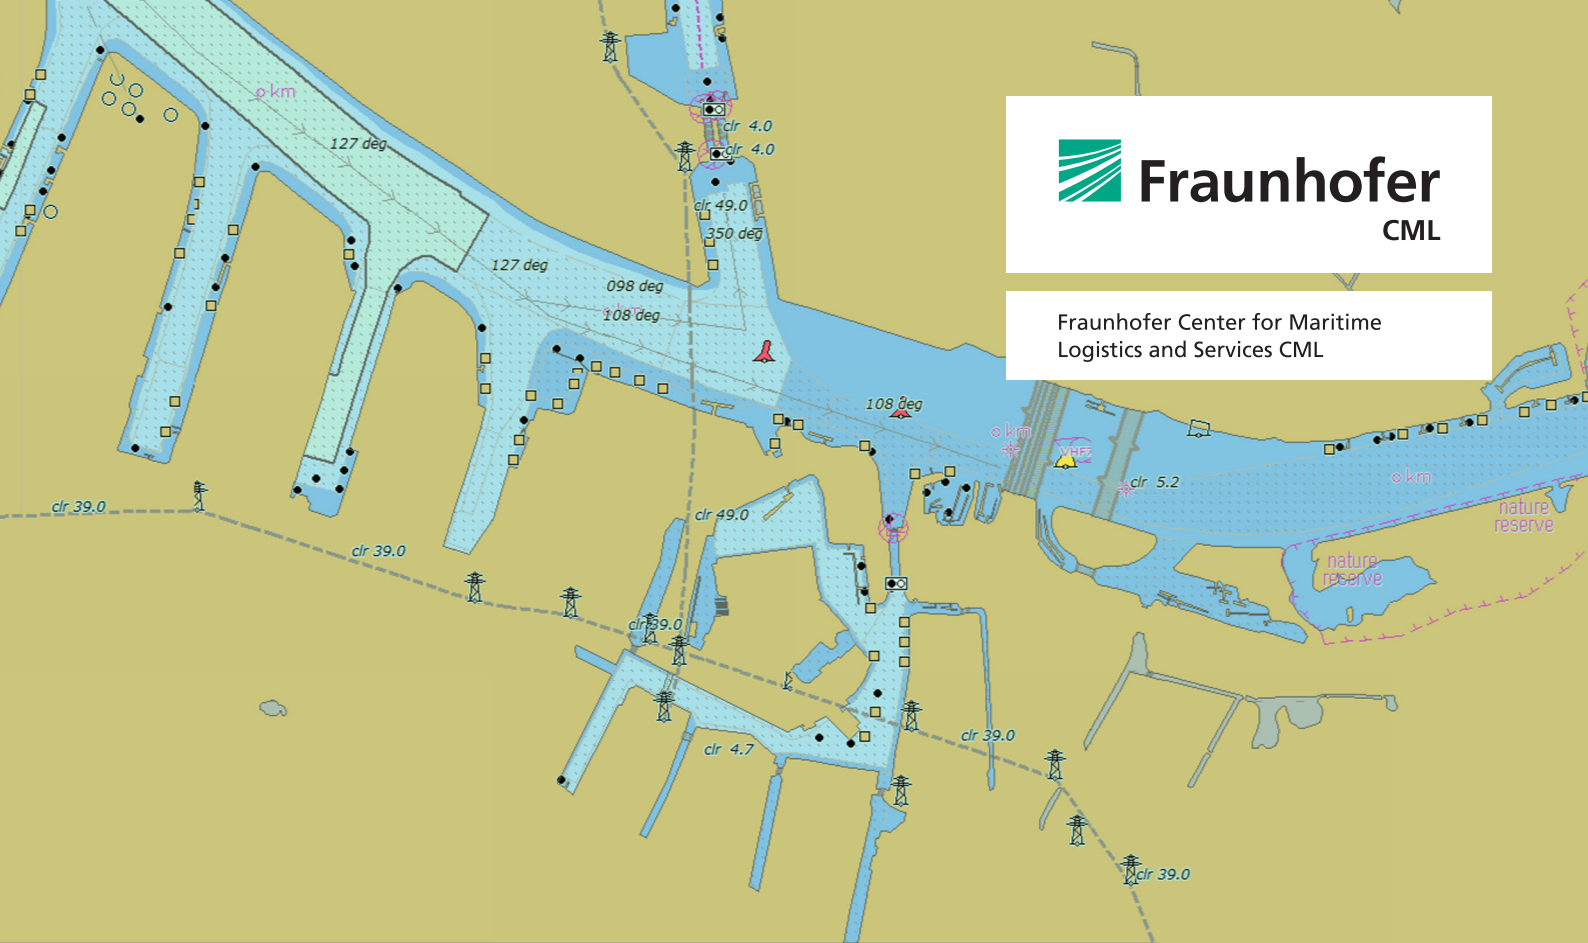 km
127 deg
clr 4.0
clr 4.0
clr 49.0
350 deg
127 deg
098 deg
km
108 deg
108 deg
km
VHF
clr 5.2
km
nature
reserve
nature
reserve
clr 39.0
clr 39.0
clr 49.0
clr 39.0
clr 4.7
clr 39.0
clr 39.0
Fraunhofer
CML
Fraunhofer Center for Maritime
Logistics and Services CML